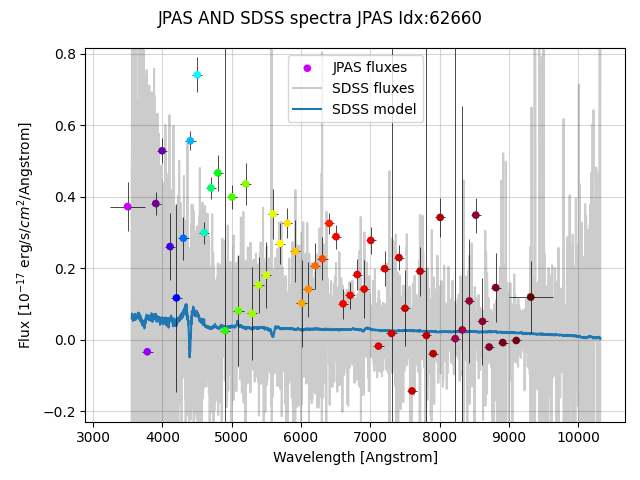 JPAS AND SDSS spectra JPAS Idx:62660
JPAS fluxes
SDSS fluxes
SDSS model
Flux [10⁻¹⁷ erg/s/cm²/Angstrom]
0.8
0.6
0.4
0.2
0.0
−0.2
3000 4000 5000 6000 7000 8000 9000 10000
Wavelength [Angstrom]